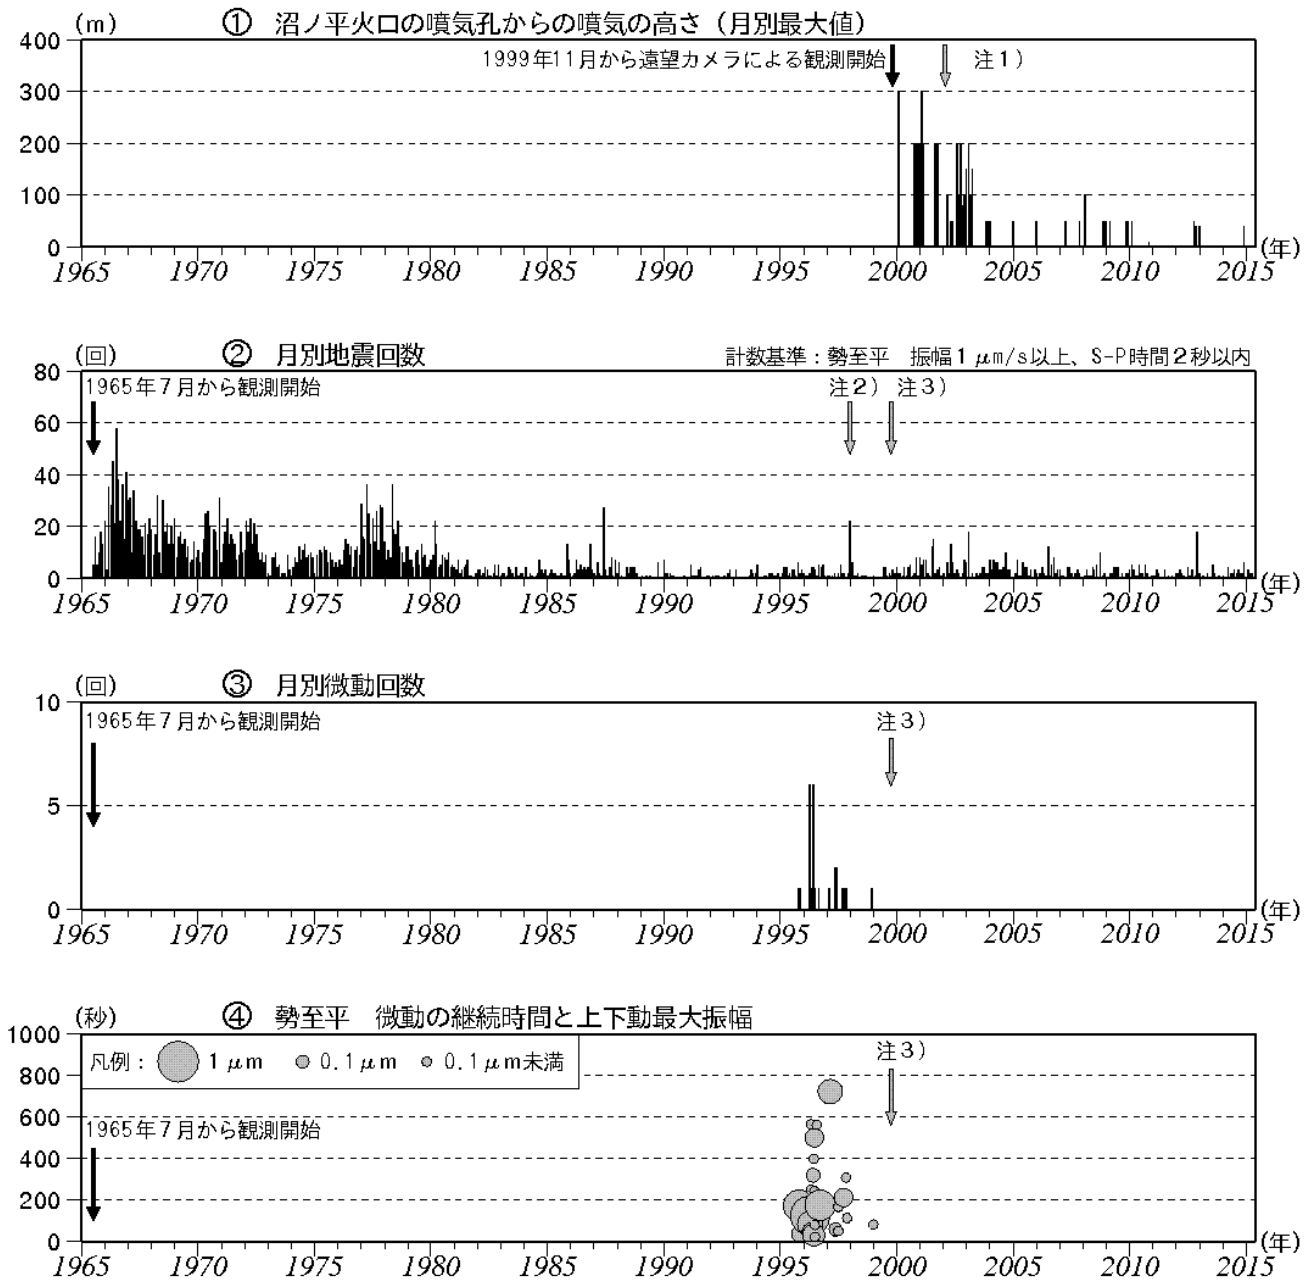 (m) ① 沼ノ平火口の噴気孔からの噴気の高さ（月別最大値）
400
1999年11月から遠望カメラによる観測開始 注１）
300
200
100
0
1965 1970 1975 1980 1985 1990 1995 2000 2005 2010 2015 (年)
(回) ② 月別地震回数 計数基準：勢至平 振幅１μm/s以上、S-P時間２秒以内
80
1965年７月から観測開始 注２） 注３）
60
40
20
0
1965 1970 1975 1980 1985 1990 1995 2000 2005 2010 2015 (年)
(回) ③ 月別微動回数
10
1965年７月から観測開始 注３）
5
0
1965 1970 1975 1980 1985 1990 1995 2000 2005 2010 2015 (年)
(秒) ④ 勢至平 微動の継続時間と上下動最大振幅
1000
凡例： 1μm 0.1μm 0.1μm未満 注３）
800
600
1965年７月から観測開始
400
200
0
1965 1970 1975 1980 1985 1990 1995 2000 2005 2010 2015 (年)